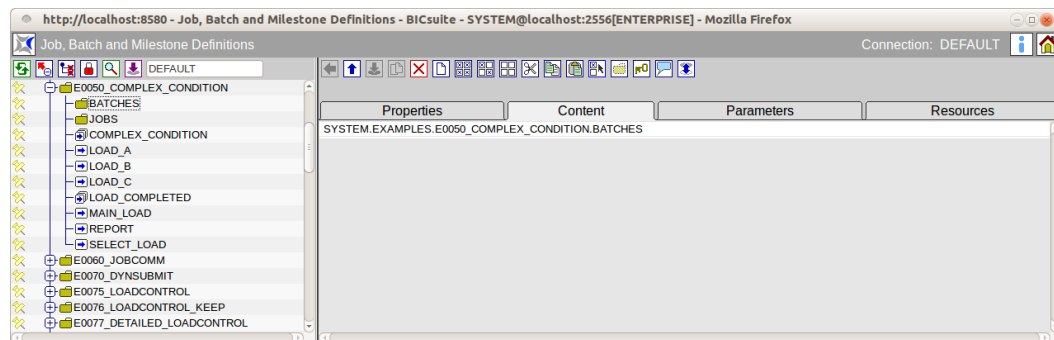 http://localhost:8580 - Job, Batch and Milestone Definitions - BICsuite - SYSTEM@localhost:2556[ENTERPRISE] - Mozilla Firefox
Job, Batch and Milestone Definitions
Connection: DEFAULT
DEFAULT
E0050_COMPLEX_CONDITION
BATCHES
JOBS
COMPLEX_CONDITION
LOAD_A
LOAD_B
LOAD_C
LOAD_COMPLETED
MAIN_LOAD
REPORT
SELECT_LOAD
E0060_JOBCOMM
E0070_DYNSUBMIT
E0075_LOADCONTROL
E0076_LOADCONTROL_KEEP
E0077_DETAILED_LOADCONTROL
Properties Content Parameters Resources
SYSTEM.EXAMPLES.E0050_COMPLEX_CONDITION.BATCHES